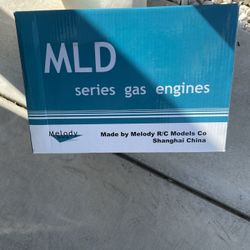 MLD
series gas engines
Melody
Made by Melody R/C Models Co
Shanghai China